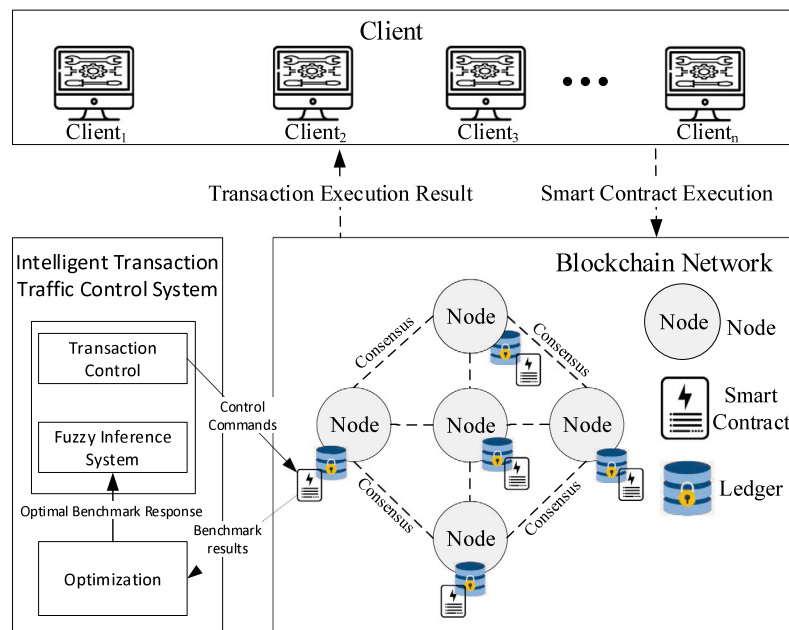 Client
Client1
Client2
Client3
Clientn
Transaction Execution Result
Smart Contract Execution
Intelligent Transaction
Traffic Control System
Transaction
Control
Fuzzy Inference
System
Optimal Benchmark Response
Optimization
Control
Commands
Benchmark
results
Blockchain Network
Node
Consensus
Consensus
Node
Node
Node
Consensus
Consensus
Node
Node
Node
Smart
Contract
Ledger